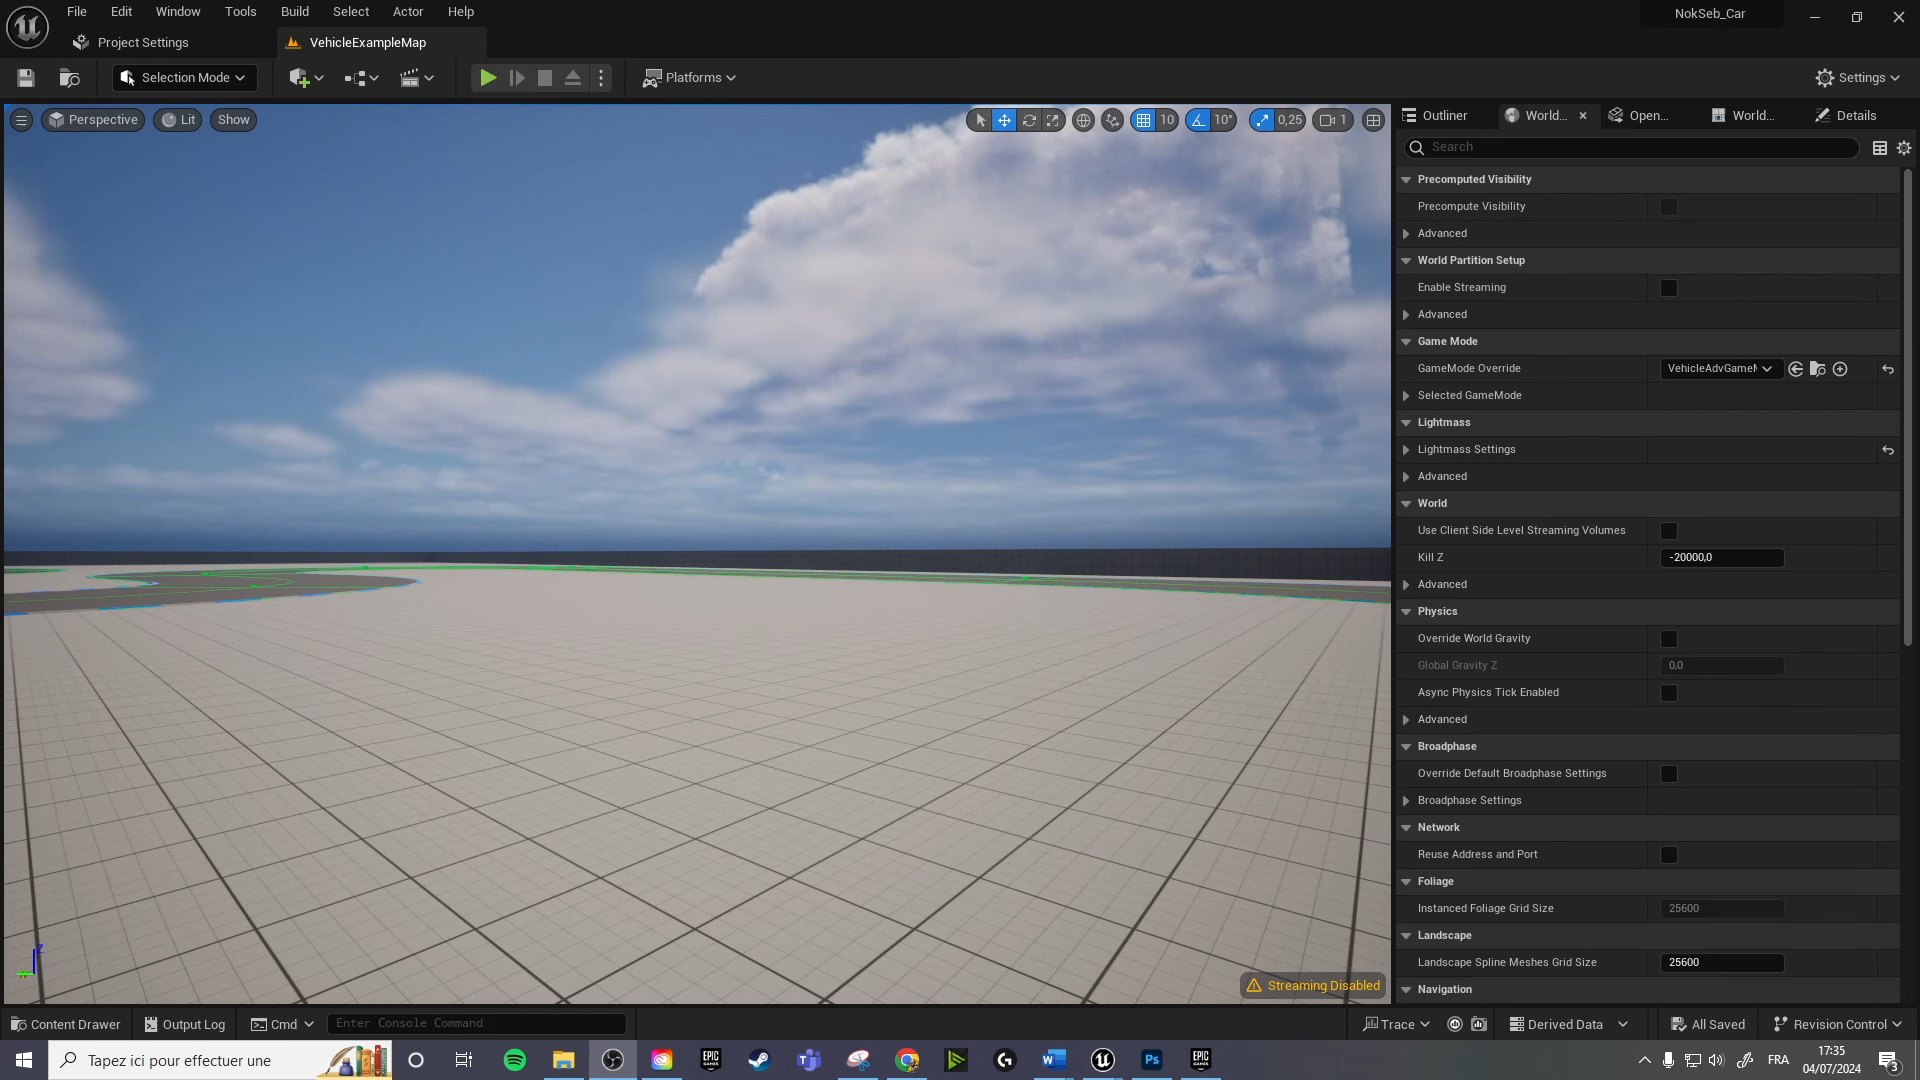 File Edit Window Tools Build Select Actor Help
NokSeb_Car
Project Settings
VehicleExampleMap
Selection Mode
Platforms
Settings
Perspective Lit Show
10 10° 0,25 1
Outliner World... Open... World... Details
Search
Precomputed Visibility
Precompute Visibility
Advanced
World Partition Setup
Enable Streaming
Advanced
Game Mode
GameMode Override VehicleAdvGameM
Selected GameMode
Lightmass
Lightmass Settings
Advanced
World
Use Client Side Level Streaming Volumes
Kill Z -20000,0
Advanced
Physics
Override World Gravity
Global Gravity Z 0,0
Async Physics Tick Enabled
Advanced
Broadphase
Override Default Broadphase Settings
Broadphase Settings
Network
Reuse Address and Port
Foliage
Instanced Foliage Grid Size 25600
Landscape
Landscape Spline Meshes Grid Size 25600
Navigation
Z
Streaming Disabled
Content Drawer Output Log Cmd Enter Console Command Trace Derived Data All Saved Revision Control
Tapez ici pour effectuer une
EPIC GAMES
Ps
EPIC GAMES
FRA
17:35
04/07/2024
3